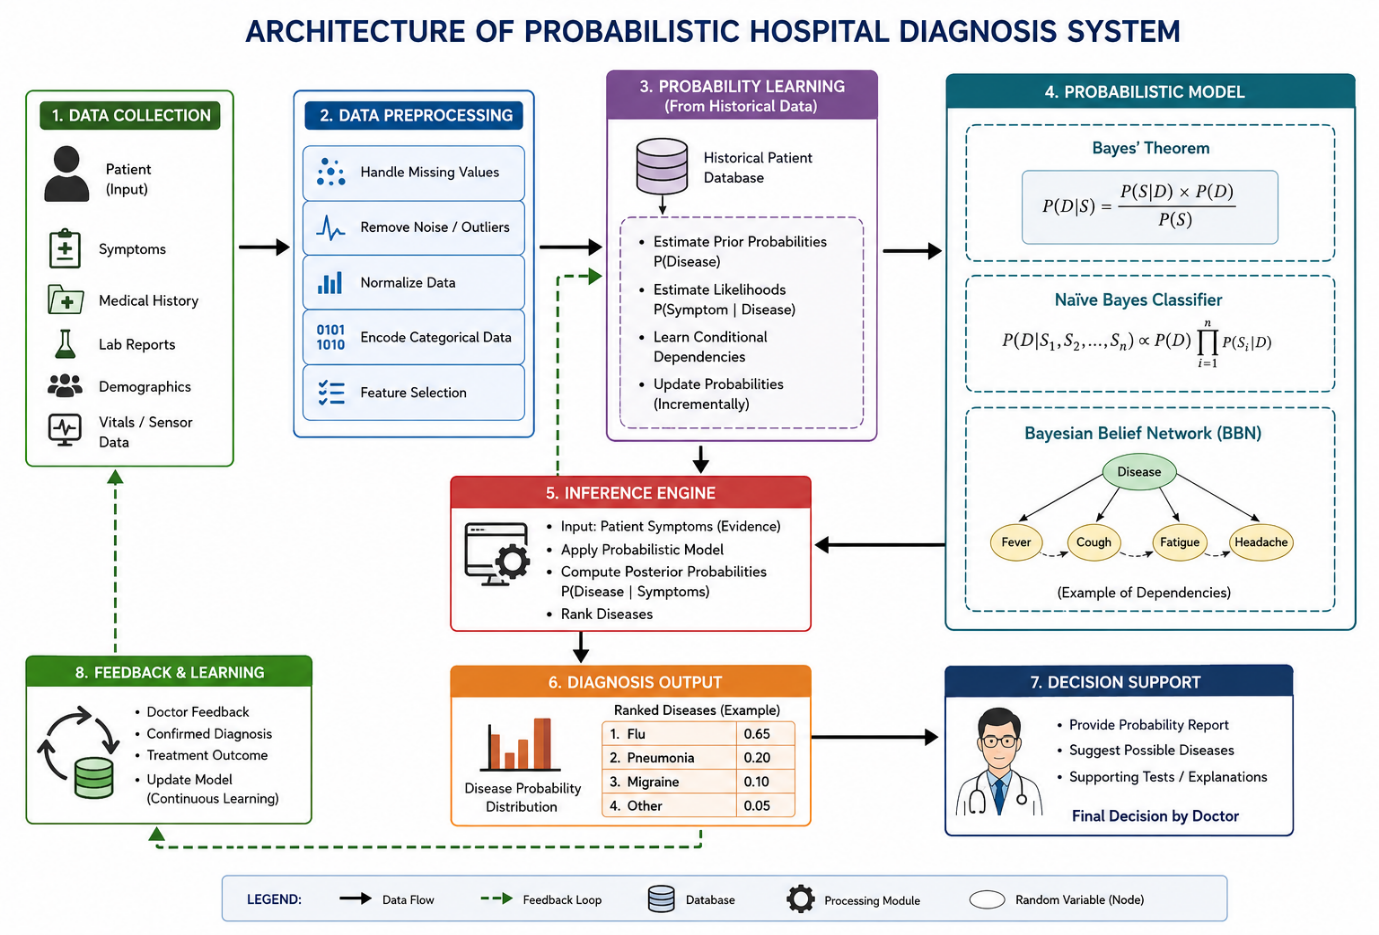 ARCHITECTURE OF PROBABILISTIC HOSPITAL DIAGNOSIS SYSTEM
1. DATA COLLECTION
Patient
(Input)
Symptoms
Medical History
Lab Reports
Demographics
Vitals / Sensor
Data
2. DATA PREPROCESSING
Handle Missing Values
Remove Noise / Outliers
Normalize Data
0101
1010
Encode Categorical Data
Feature Selection
3. PROBABILITY LEARNING
(From Historical Data)
Historical Patient
Database
• Estimate Prior Probabilities
P(Disease)
• Estimate Likelihoods
P(Symptom | Disease)
• Learn Conditional
Dependencies
• Update Probabilities
(Incrementally)
4. PROBABILISTIC MODEL
Bayes' Theorem
P(D|S) = P(S|D) × P(D) / P(S)
Naïve Bayes Classifier
P(D|S₁, S₂, ..., Sₙ) ∝ P(D) ∏ᵢ₌₁ⁿ P(Sᵢ|D)
Bayesian Belief Network (BBN)
Disease
Fever
Cough
Fatigue
Headache
(Example of Dependencies)
5. INFERENCE ENGINE
• Input: Patient Symptoms (Evidence)
• Apply Probabilistic Model
• Compute Posterior Probabilities
P(Disease | Symptoms)
• Rank Diseases
6. DIAGNOSIS OUTPUT
Disease Probability
Distribution
Ranked Diseases (Example)
1. Flu 0.65
2. Pneumonia 0.20
3. Migraine 0.10
4. Other 0.05
7. DECISION SUPPORT
• Provide Probability Report
• Suggest Possible Diseases
• Supporting Tests / Explanations
Final Decision by Doctor
8. FEEDBACK & LEARNING
• Doctor Feedback
• Confirmed Diagnosis
• Treatment Outcome
• Update Model
(Continuous Learning)
LEGEND:
Data Flow
Feedback Loop
Database
Processing Module
Random Variable (Node)